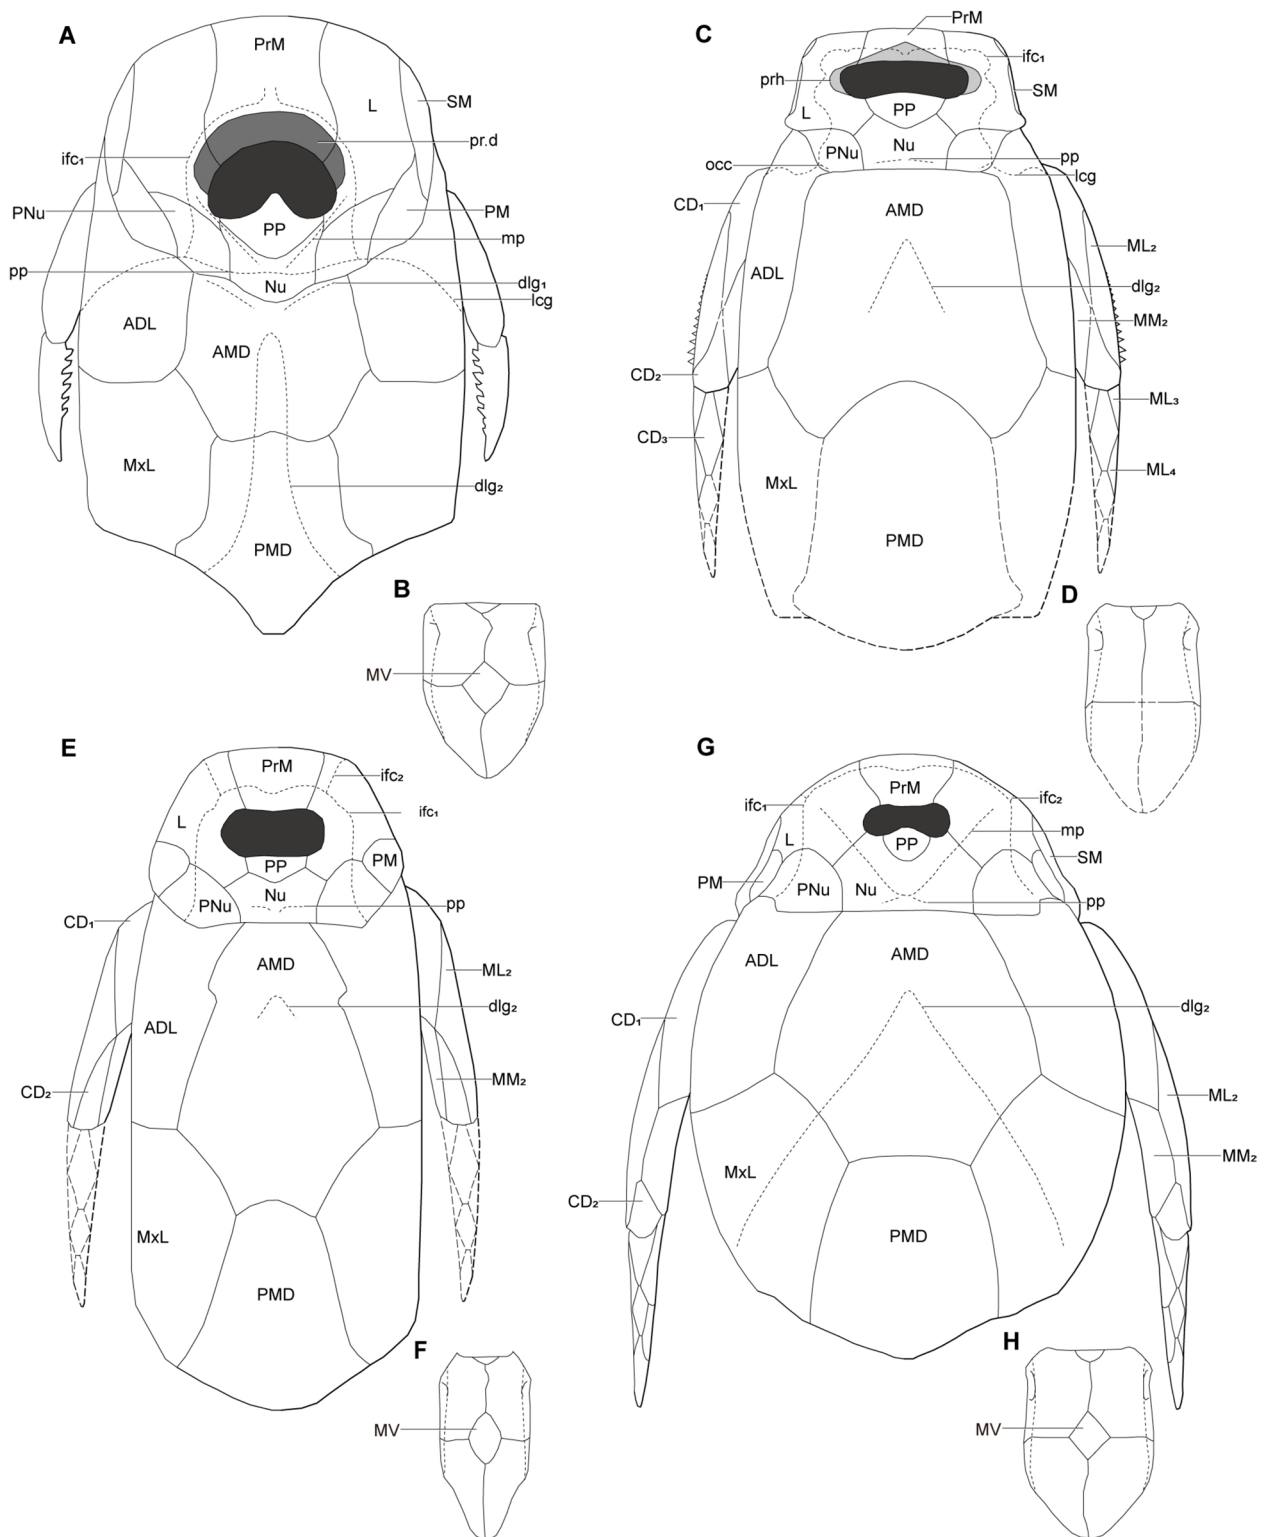 A
PrM
L
SM
pr.d
ifc₁
PNu
PM
PP
mp
pp
Nu
dlg₁
lcg
ADL
AMD
MxL
dlg₂
PMD
B
MV
C
PrM
ifc₁
prh
SM
PP
L
Nu
PNu
pp
occ
lcg
CD₁
AMD
ML₂
ADL
dlg₂
MM₂
CD₂
ML₃
CD₃
ML₄
MxL
PMD
D
E
PrM
ifc₂
ifc₁
L
PM
PP
Nu
PNu
pp
CD₁
AMD
ML₂
dlg₂
ADL
MM₂
CD₂
MxL
PMD
F
MV
G
PrM
ifc₁
ifc₂
mp
L
PP
SM
PM
PNu
Nu
pp
ADL
AMD
dlg₂
CD₁
ML₂
MM₂
MxL
CD₂
PMD
H
MV